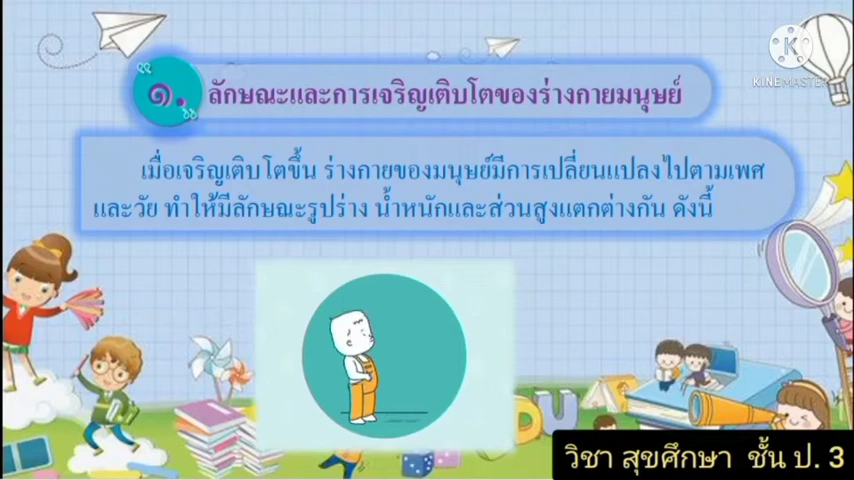 K
KINEMASTER
๑. ลักษณะและการเจริญเติบโตของร่างกายมนุษย์
เมื่อเจริญเติบโตขึ้น ร่างกายของมนุษย์มีการเปลี่ยนแปลงไปตามเพศ
และวัย ทำให้มีลักษณะรูปร่าง น้ำหนักและส่วนสูงแตกต่างกัน ดังนี้
วิชา สุขศึกษา ชั้น ป. 3